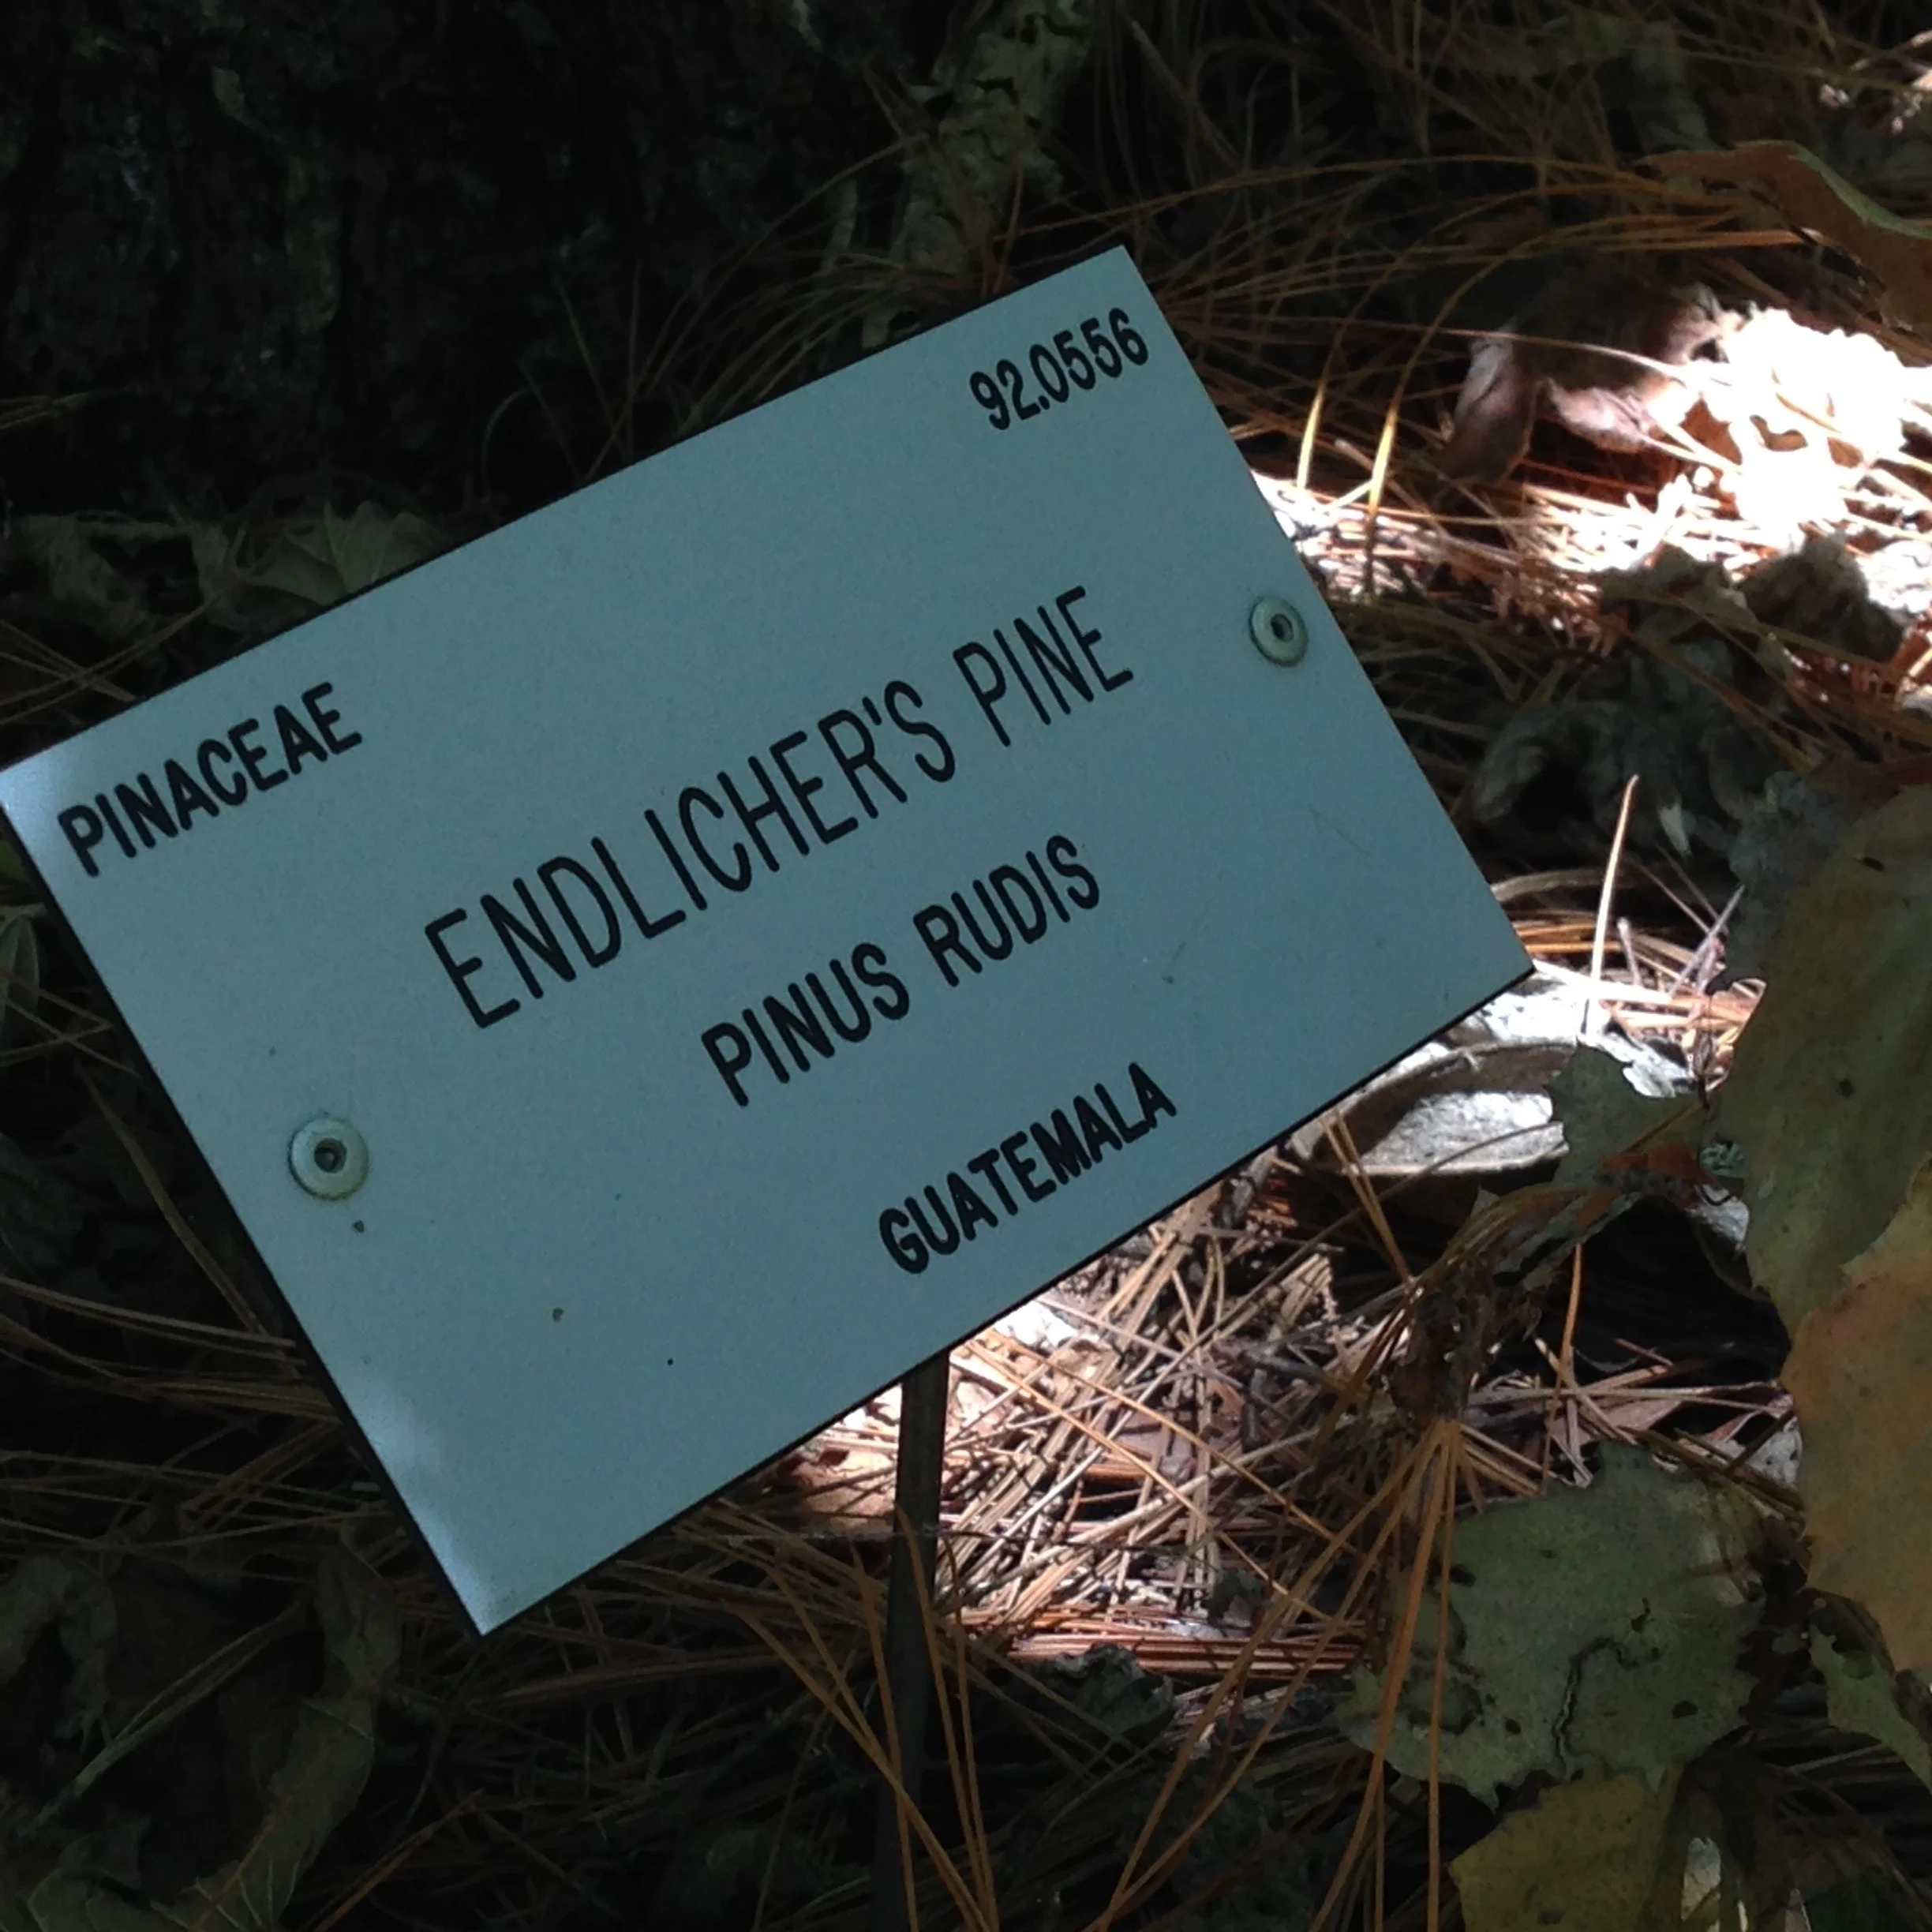 PINACEAE 92.0556
ENDLICHER'S PINE
PINUS RUDIS
GUATEMALA